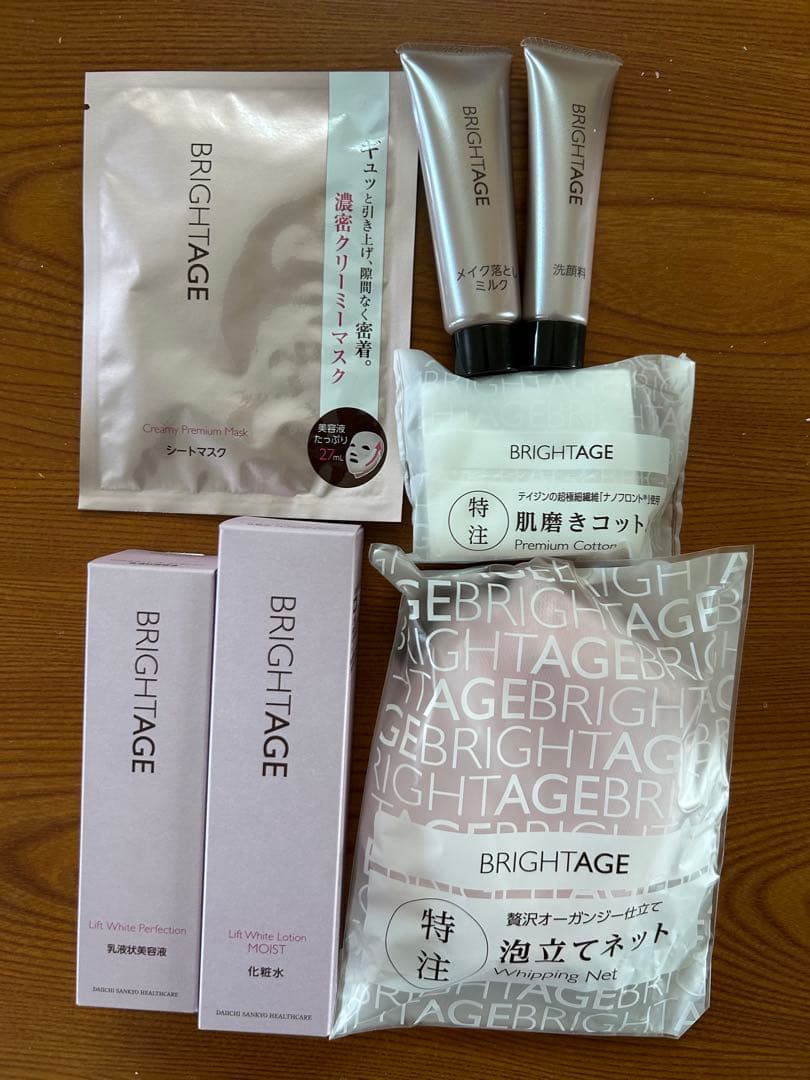 BRIGHTAGE
ギュッと引き上げ、隙間なく密着。
濃密クリーミーマスク
Creamy Premium Mask
シートマスク
美容液
たっぷり
27mL
BRIGHTAGE
メイク落とし
ミルク
BRIGHTAGE
洗顔料
BRIGHTAGE
テイジンの超極細繊維「ナノフロント®」使用
特注
肌磨きコット
Premium Cotton
BRIGHTAGE
Lift White Perfection
乳液状美容液
DAIICHI SANKYO HEALTHCARE
BRIGHTAGE
Lift White Lotion
MOIST
化粧水
DAIICHI SANKYO HEALTHCARE
BRIGHTAGE
贅沢オーガンジー仕立て
特注
泡立てネット
Whipping Net